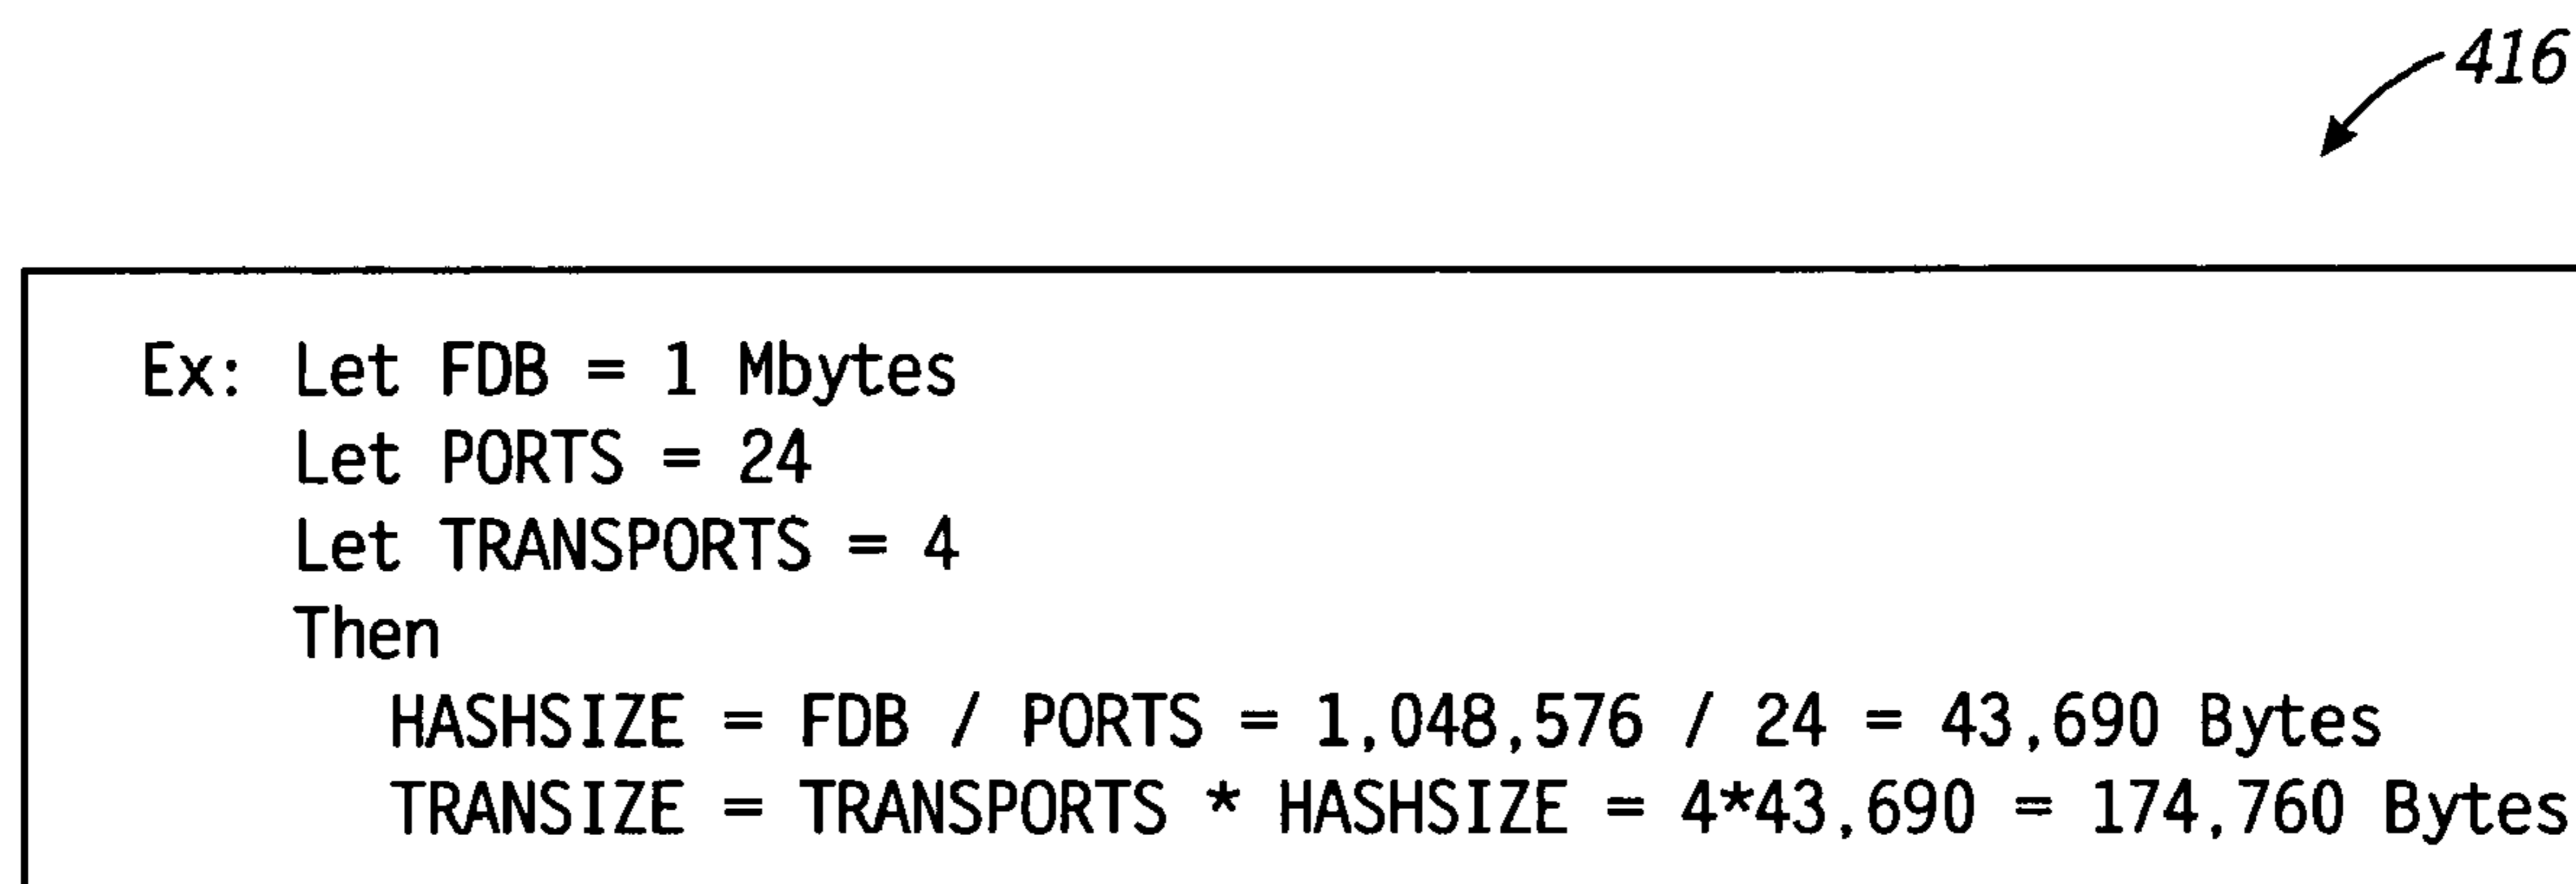 416
Ex: Let FDB = 1 Mbytes
Let PORTS = 24
Let TRANSPORTS = 4
Then
HASHSIZE = FDB / PORTS = 1,048,576 / 24 = 43,690 Bytes
TRANSIZE = TRANSPORTS * HASHSIZE = 4*43,690 = 174,760 Bytes